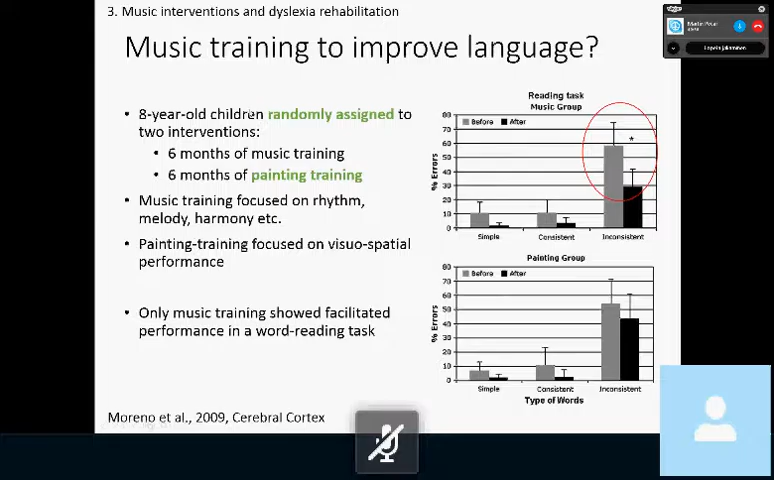 3. Music interventions and dyslexia rehabilitation
Music training to improve language?
• 8-year-old children randomly assigned to
two interventions:
• 6 months of music training
• 6 months of painting training
• Music training focused on rhythm,
melody, harmony etc.
• Painting-training focused on visuo-spatial
performance
• Only music training showed facilitated
performance in a word-reading task
Moreno et al., 2009, Cerebral Cortex
Reading task
Music Group
Before After
% Errors
80
70
60
50
40
30
20
10
0
*
Simple Consistent Inconsistent
Painting Group
Before After
% Errors
80
70
60
50
40
30
20
10
0
Simple Consistent Inconsistent
Type of Words
skype